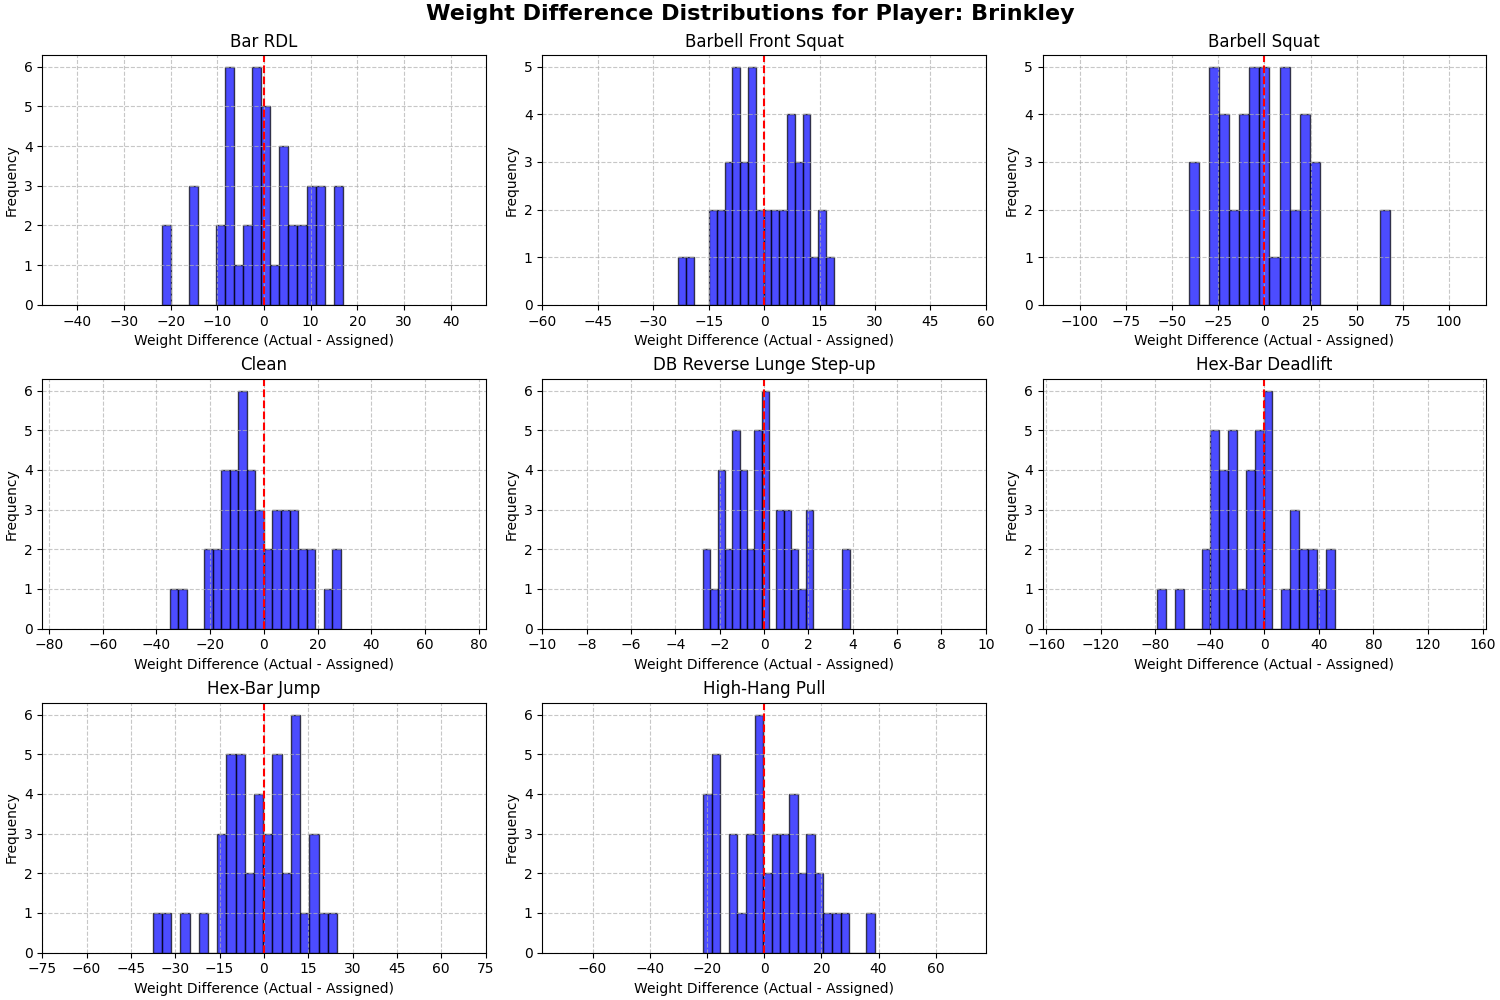 Weight Difference Distributions for Player: Brinkley
Bar RDL
Frequency
0 1 2 3 4 5 6
−40 −30 −20 −10 0 10 20 30 40
Weight Difference (Actual - Assigned)
Barbell Front Squat
Frequency
0 1 2 3 4 5
−60 −45 −30 −15 0 15 30 45 60
Weight Difference (Actual - Assigned)
Barbell Squat
Frequency
0 1 2 3 4 5
−100 −75 −50 −25 0 25 50 75 100
Weight Difference (Actual - Assigned)
Clean
Frequency
0 1 2 3 4 5 6
−80 −60 −40 −20 0 20 40 60 80
Weight Difference (Actual - Assigned)
DB Reverse Lunge Step-up
Frequency
0 1 2 3 4 5 6
−10 −8 −6 −4 −2 0 2 4 6 8 10
Weight Difference (Actual - Assigned)
Hex-Bar Deadlift
Frequency
0 1 2 3 4 5 6
−160 −120 −80 −40 0 40 80 120 160
Weight Difference (Actual - Assigned)
Hex-Bar Jump
Frequency
0 1 2 3 4 5 6
−75 −60 −45 −30 −15 0 15 30 45 60 75
Weight Difference (Actual - Assigned)
High-Hang Pull
Frequency
0 1 2 3 4 5 6
−60 −40 −20 0 20 40 60
Weight Difference (Actual - Assigned)